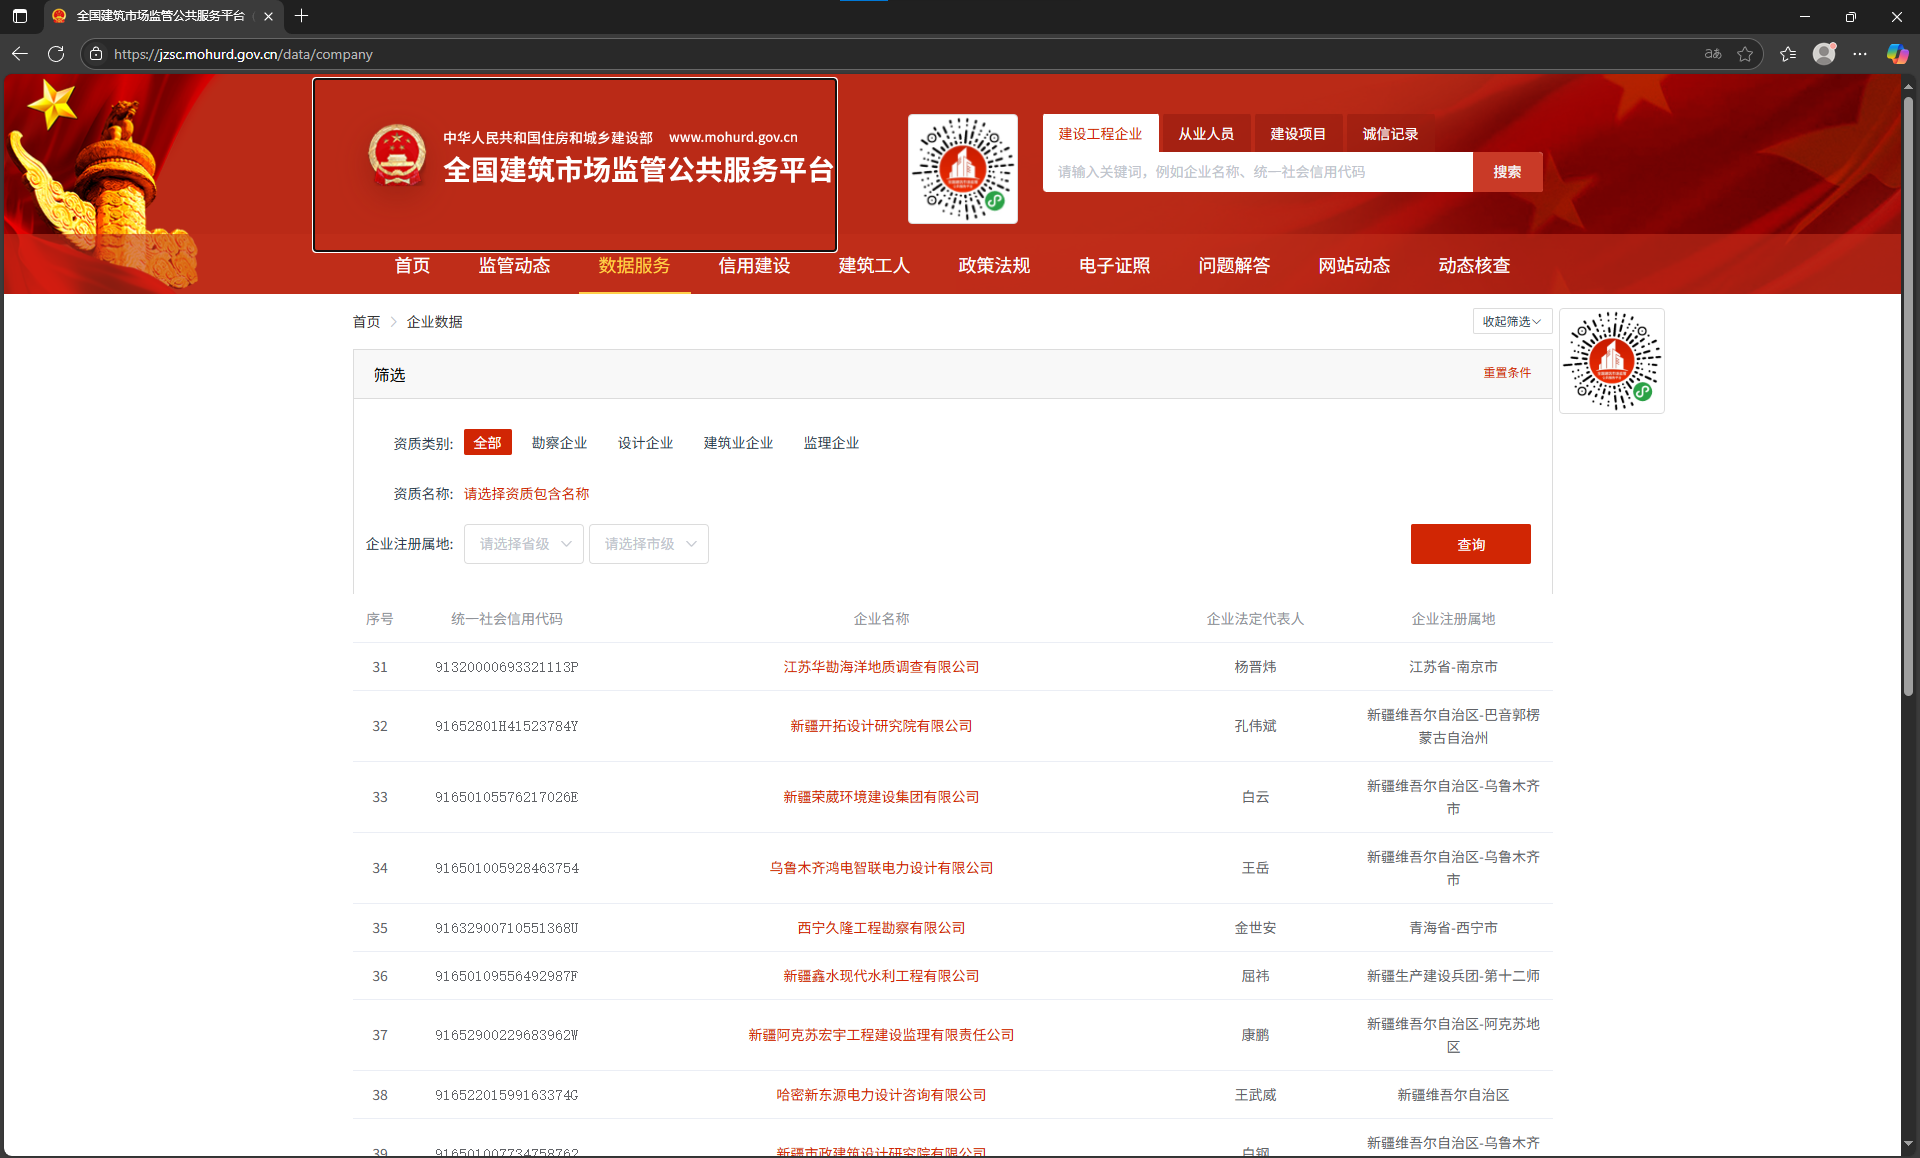 全国建筑市场监管公共服务平台
https://jzsc.mohurd.gov.cn/data/company
中华人民共和国住房和城乡建设部 www.mohurd.gov.cn
全国建筑市场监管公共服务平台
建设工程企业 从业人员 建设项目 诚信记录
请输入关键词，例如企业名称、统一社会信用代码 搜索
首页 监管动态 数据服务 信用建设 建筑工人 政策法规 电子证照 问题解答 网站动态 动态核查
首页 > 企业数据 收起筛选
筛选 重置条件
资质类别: 全部 勘察企业 设计企业 建筑业企业 监理企业
资质名称: 请选择资质包含名称
企业注册属地: 请选择省级 请选择市级 查询
序号 统一社会信用代码 企业名称 企业法定代表人 企业注册属地
31 91320000693321113P 江苏华勘海洋地质调查有限公司 杨晋炜 江苏省-南京市
32 91652801H41523784Y 新疆开拓设计研究院有限公司 孔伟斌 新疆维吾尔自治区-巴音郭楞
蒙古自治州
33 91650105576217026E 新疆荣葳环境建设集团有限公司 白云 新疆维吾尔自治区-乌鲁木齐
市
34 916501005928463754 乌鲁木齐鸿电智联电力设计有限公司 王岳 新疆维吾尔自治区-乌鲁木齐
市
35 91632900710551368U 西宁久隆工程勘察有限公司 金世安 青海省-西宁市
36 91650109556492987F 新疆鑫水现代水利工程有限公司 屈祎 新疆生产建设兵团-第十二师
37 91652900229683962W 新疆阿克苏宏宇工程建设监理有限责任公司 康鹏 新疆维吾尔自治区-阿克苏地
区
38 91652201599163374G 哈密新东源电力设计咨询有限公司 王武威 新疆维吾尔自治区
39 916501007734758762 新疆市政建筑设计研究院有限公司 白钢 新疆维吾尔自治区-乌鲁木齐